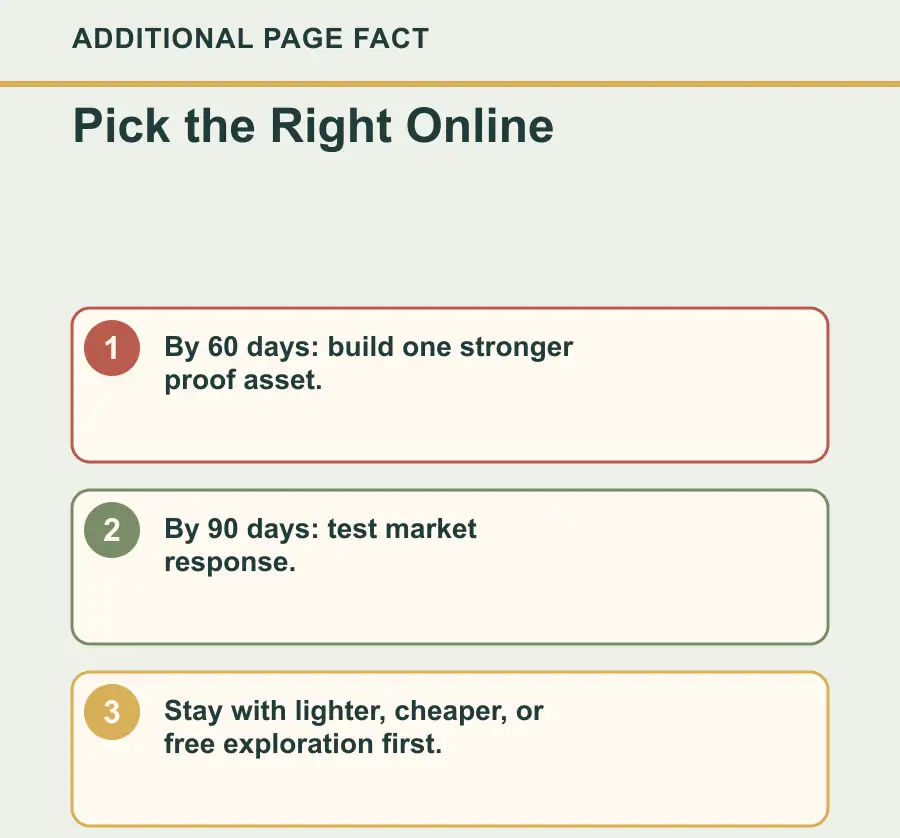 ADDITIONAL PAGE FACT
Pick the Right Online
1
By 60 days: build one stronger
proof asset.
2
By 90 days: test market
response.
3
Stay with lighter, cheaper, or
free exploration first.